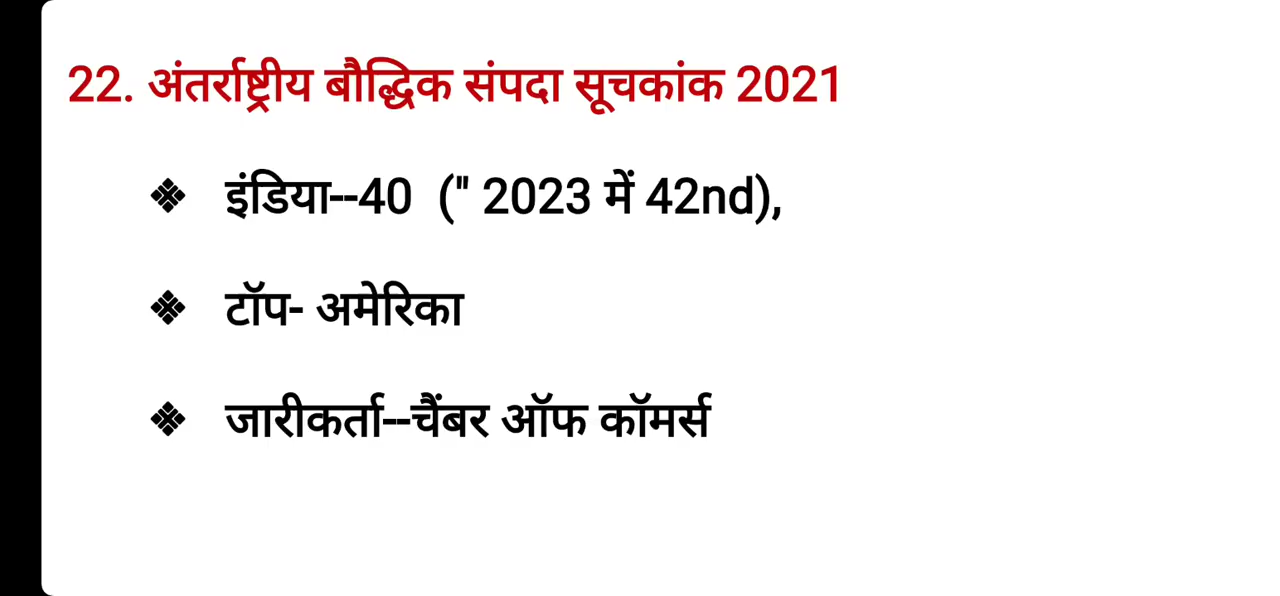 22. अंतर्राष्ट्रीय बौद्धिक संपदा सूचकांक 2021
❖ इंडिया--40 (" 2023 में 42nd),
❖ टॉप- अमेरिका
❖ जारीकर्ता--चैंबर ऑफ कॉमर्स